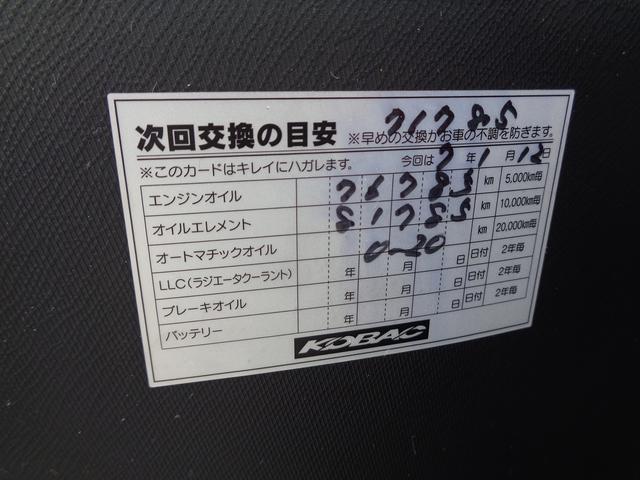 71785
次回交換の目安 ※早めの交換がお車の不調を防ぎます。
※このカードはキレイにハガレます。 今回は 7 年 1 月 12 日
エンジンオイル 76785 km 5,000km毎
オイルエレメント 81785 km 10,000km毎
オートマチックオイル 0-20 km 20,000km毎
LLC(ラジエータクーラント) 年 月 日 日付 2年毎
ブレーキオイル 年 月 日 日付 2年毎
バッテリー 年 月 日 日付 2年毎
KOBAC